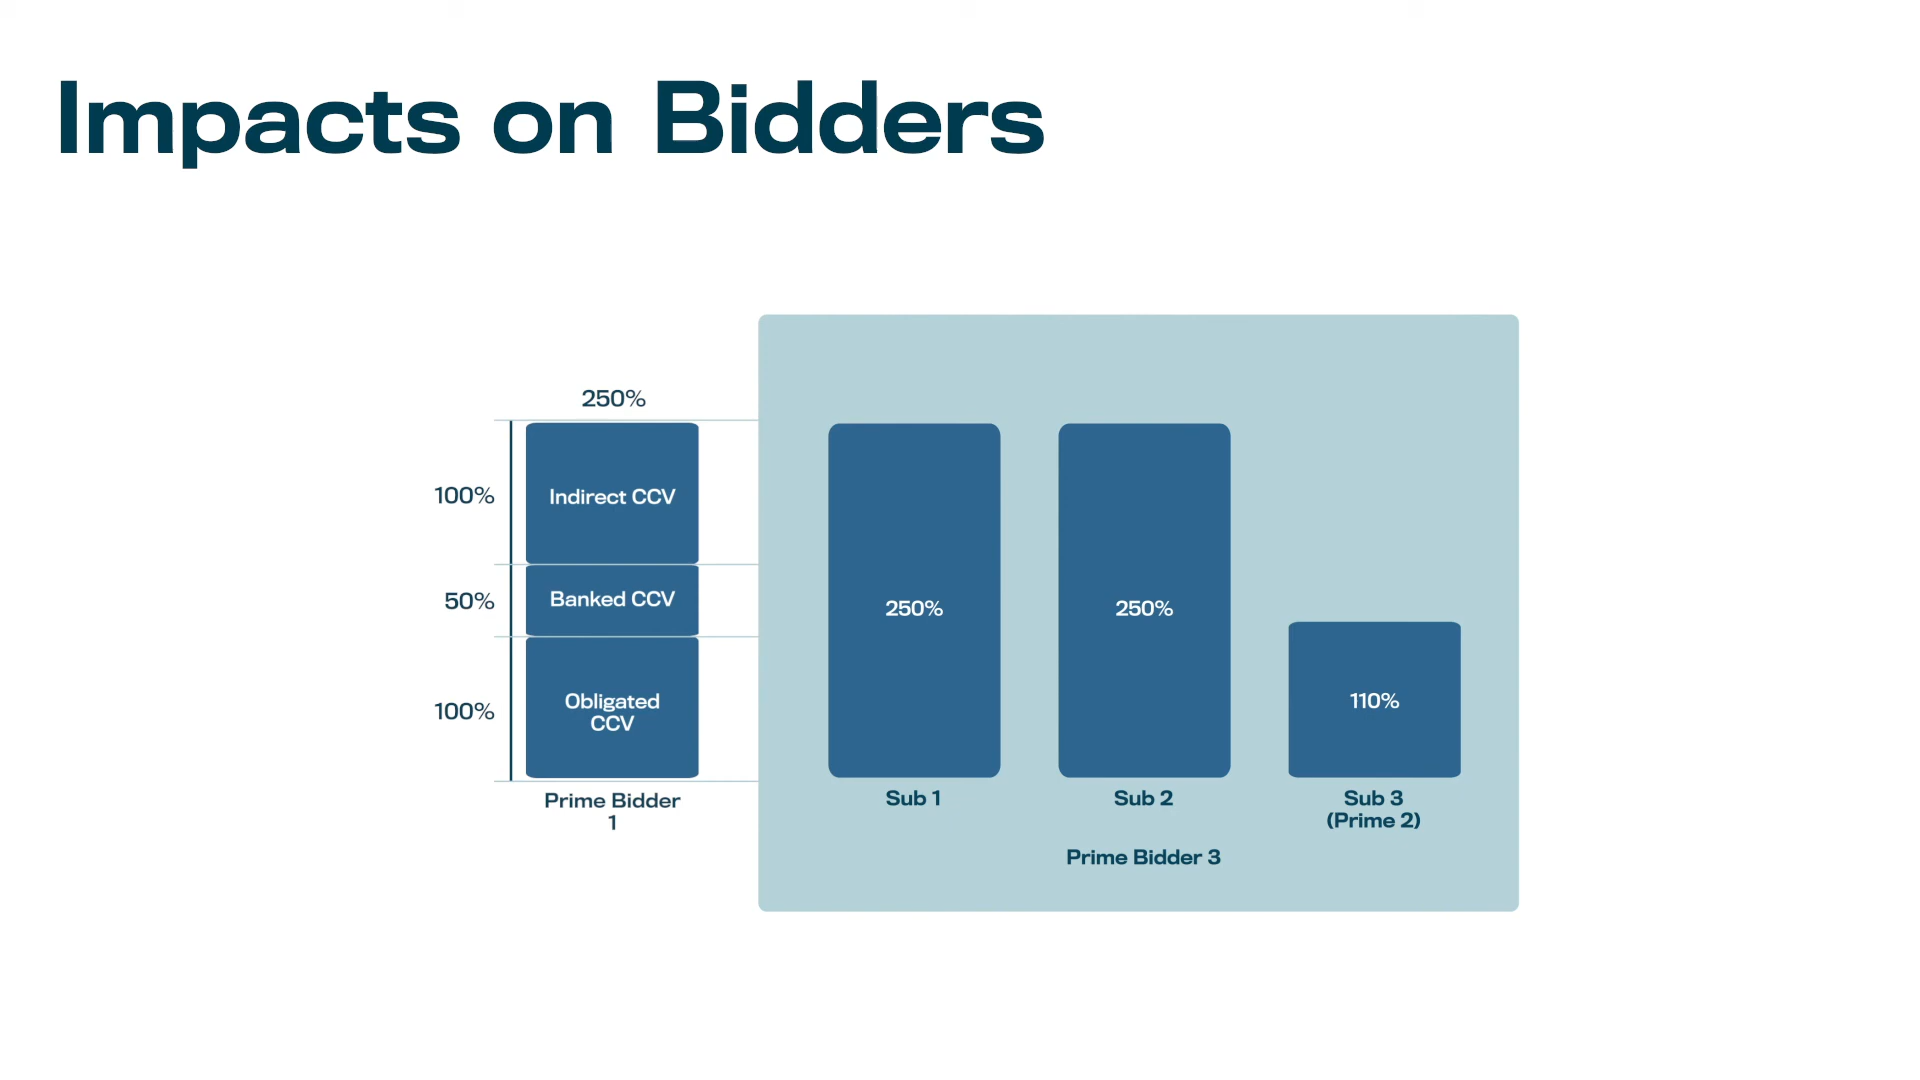 Impacts on Bidders
250%
100%
Indirect CCV
50%
Banked CCV
100%
Obligated
CCV
Prime Bidder
1
250%
Sub 1
250%
Sub 2
110%
Sub 3
(Prime 2)
Prime Bidder 3